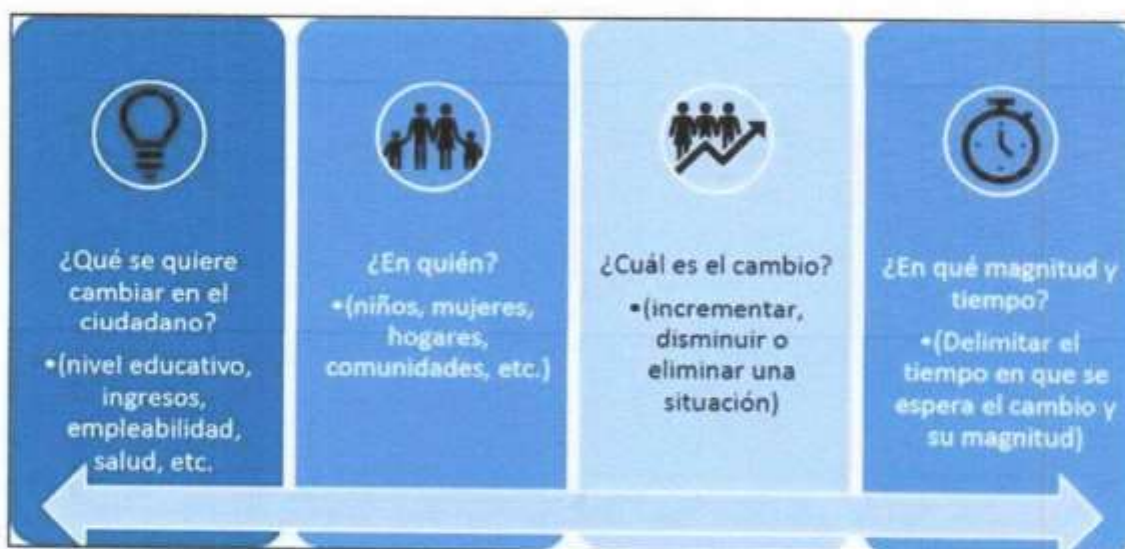 ¿Qué se quiere
cambiar en el
ciudadano?
•(nivel educativo,
ingresos,
empleabilidad,
salud, etc.
¿En quién?
•(niños, mujeres,
hogares,
comunidades, etc.)
¿Cuál es el cambio?
•(incrementar,
disminuir o
eliminar una
situación)
¿En qué magnitud y
tiempo?
•(Delimitar el
tiempo en que se
espera el cambio y
su magnitud)